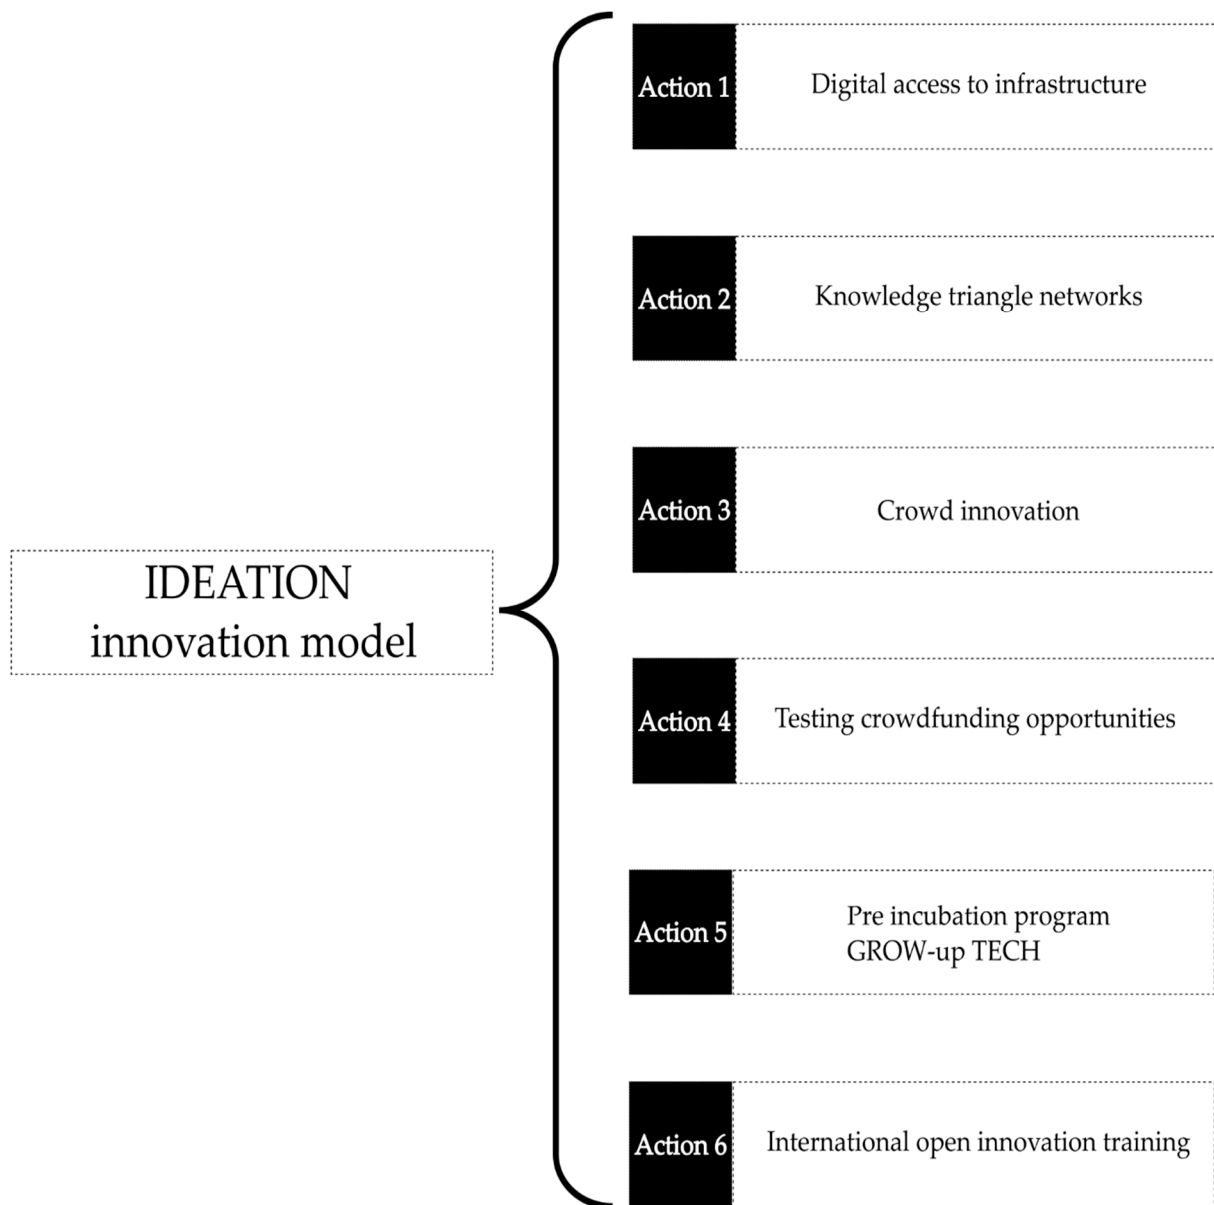 Action 1
Digital access to infrastructure
Action 2
Knowledge triangle networks
Action 3
Crowd innovation
IDEATION
innovation model
Action 4
Testing crowdfunding opportunities
Action 5
Pre incubation program
GROW-up TECH
Action 6
International open innovation training